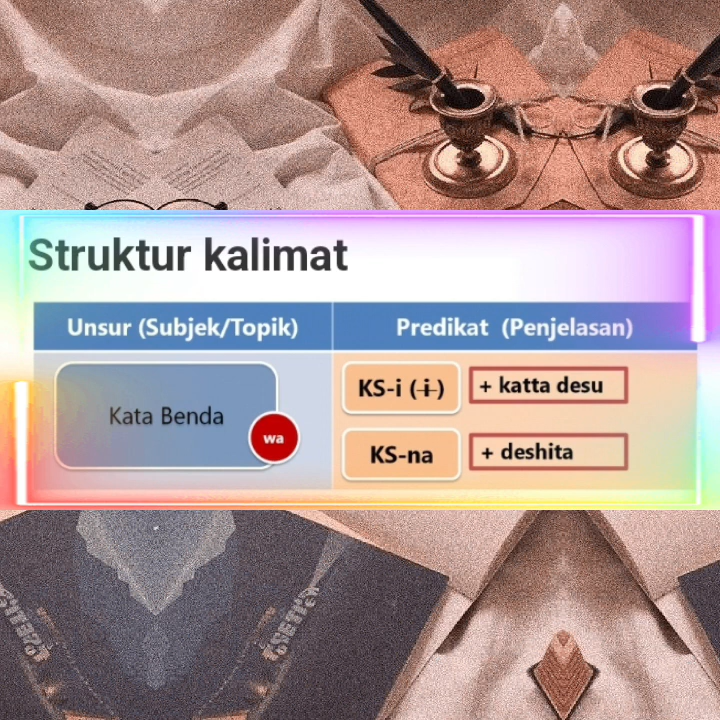 Struktur kalimat
Unsur (Subjek/Topik) Predikat (Penjelasan)
Kata Benda
wa
KS-i (-i-) + katta desu
KS-na + deshita